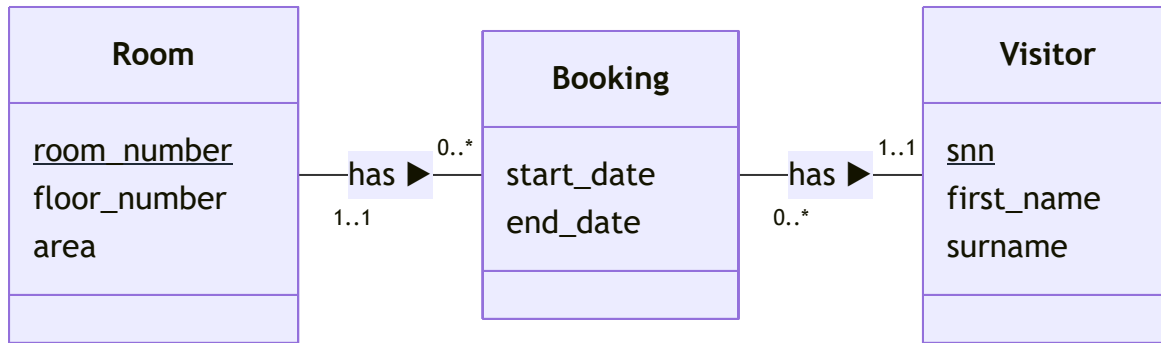 Room
room_number
floor_number
area
has ▶
1..1
0..*
Booking
start_date
end_date
has ▶
0..*
1..1
Visitor
snn
first_name
surname